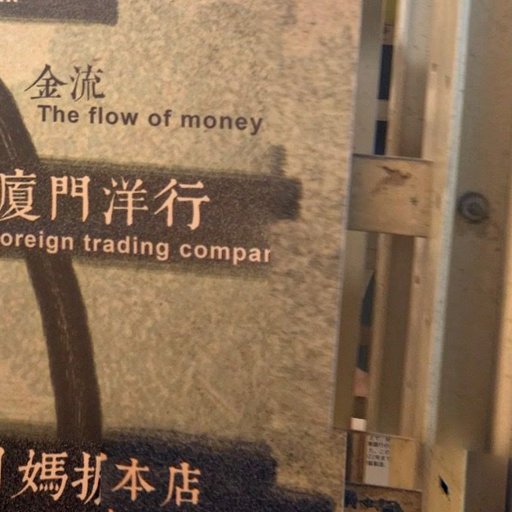 金流
The flow of money
廈門洋行
oreign trading compar
媽振本店